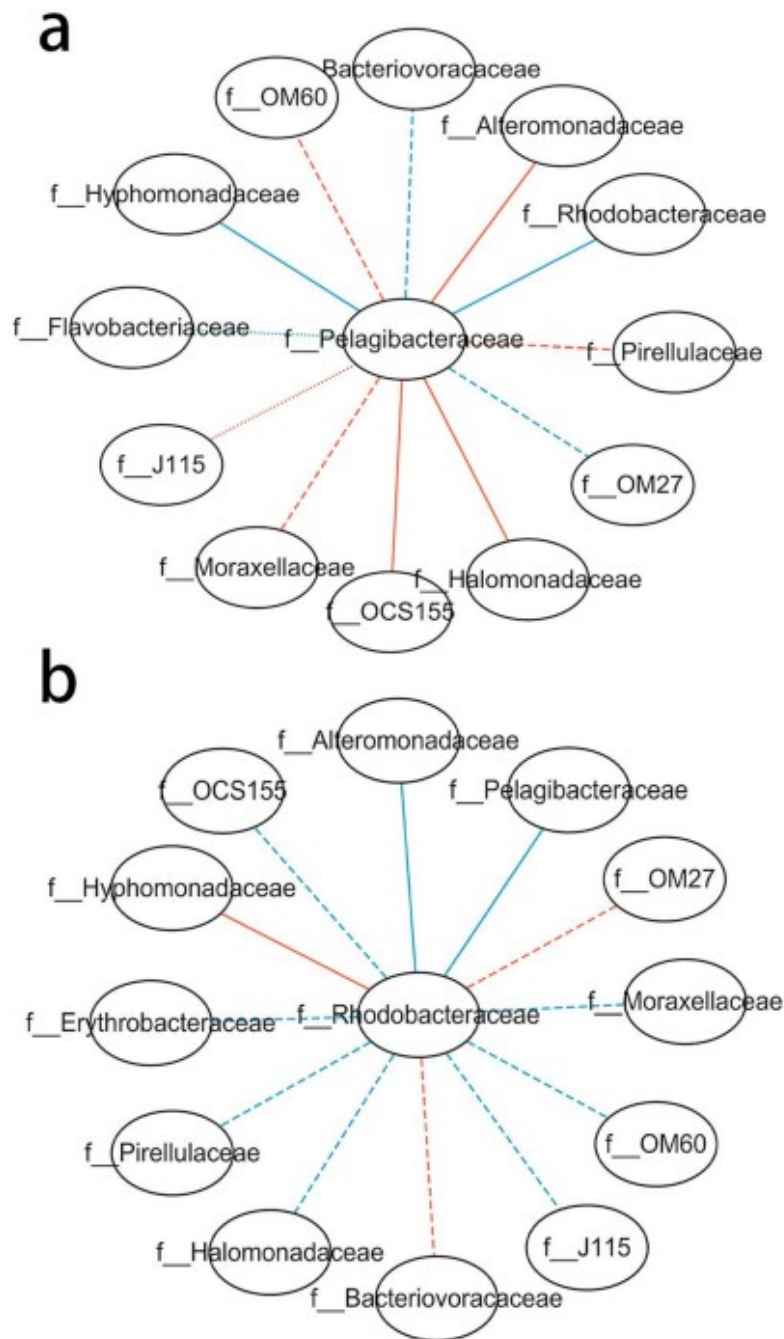 a
Bacteriovoracaceae
f__OM60
f__Alteromonadaceae
f__Hyphomonadaceae
f__Rhodobacteraceae
f__Flavobacteriaceae
f__Pelagibacteraceae
f__Pirellulaceae
f__J115
f__OM27
f__Moraxellaceae
f__Halomonadaceae
f__OCS155
b
f__Alteromonadaceae
f__OCS155
f__Pelagibacteraceae
f__Hyphomonadaceae
f__OM27
f__Erythrobacteraceae
f__Rhodobacteraceae
f__Moraxellaceae
f__Pirellulaceae
f__OM60
f__Halomonadaceae
f__J115
f__Bacteriovoracaceae